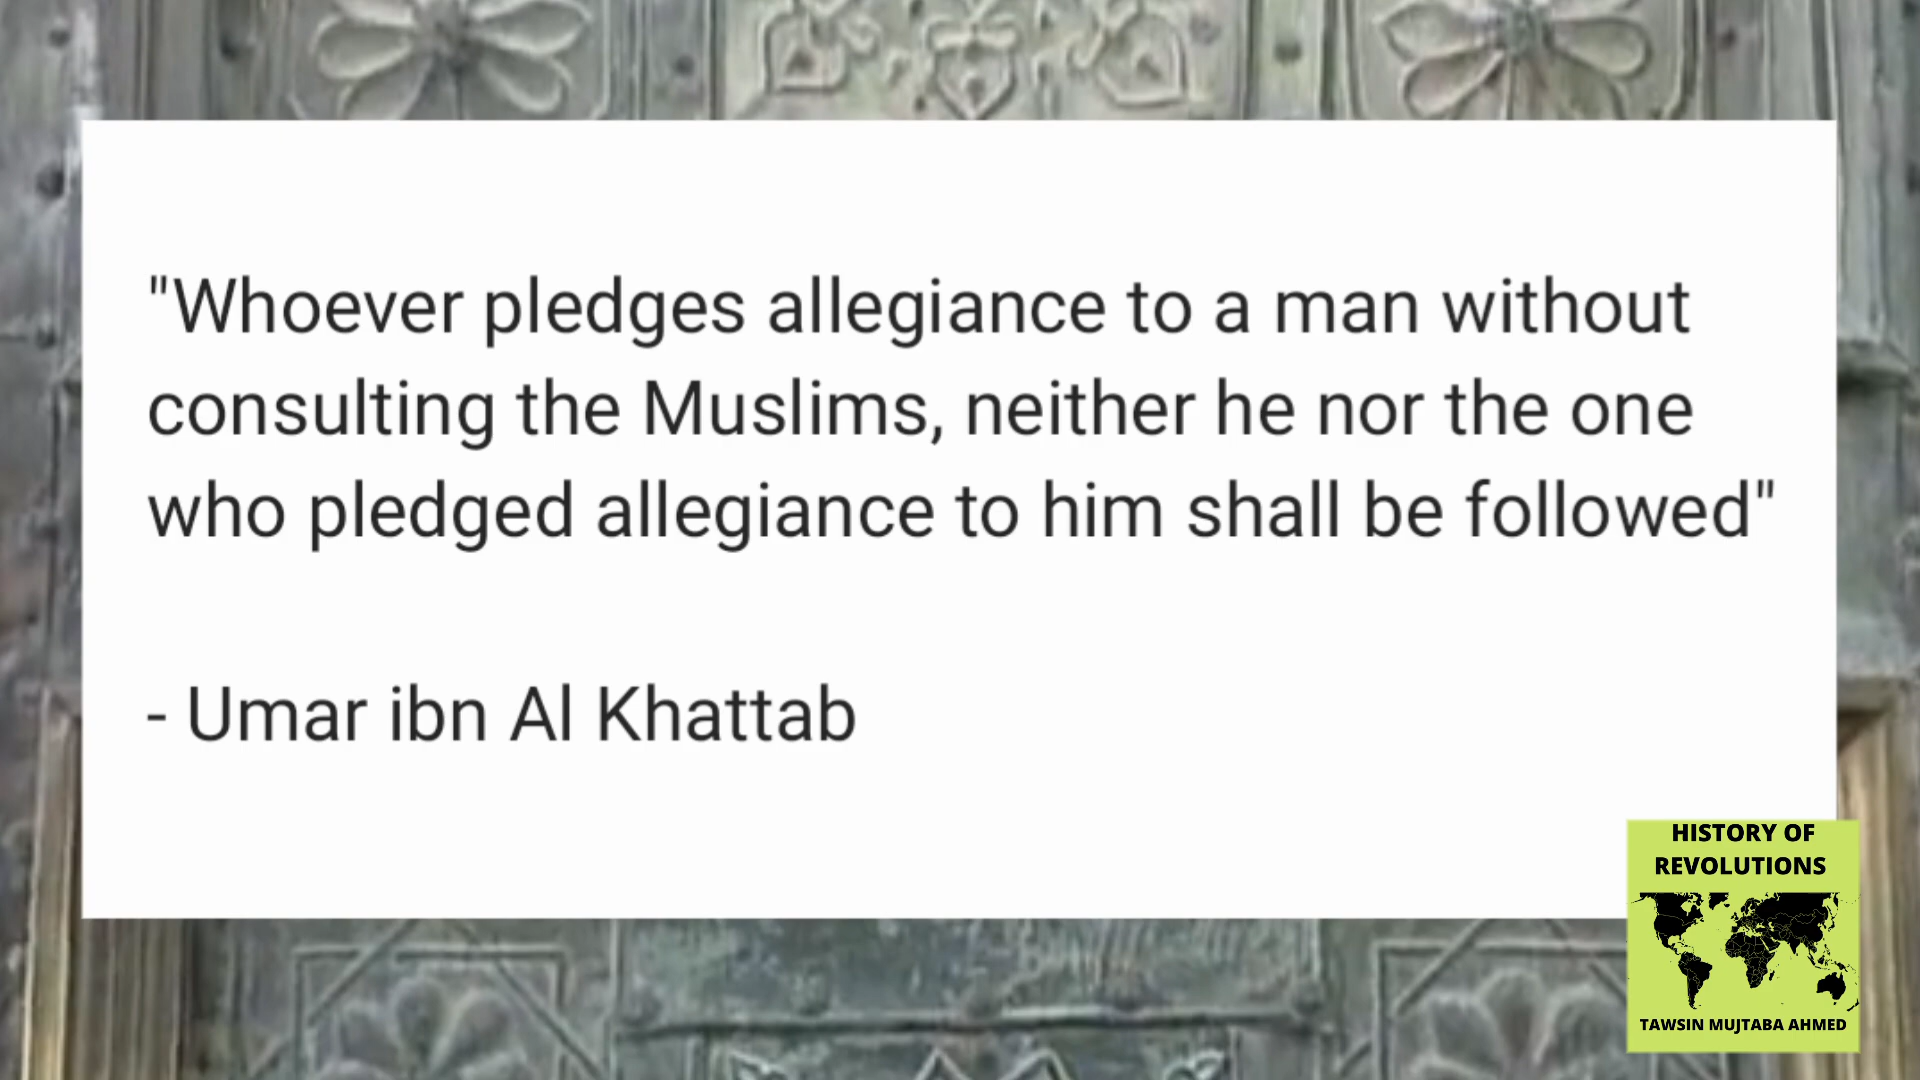 "Whoever pledges allegiance to a man without
consulting the Muslims, neither he nor the one
who pledged allegiance to him shall be followed"
- Umar ibn Al Khattab
HISTORY OF
REVOLUTIONS
TAWSIN MUJTABA AHMED